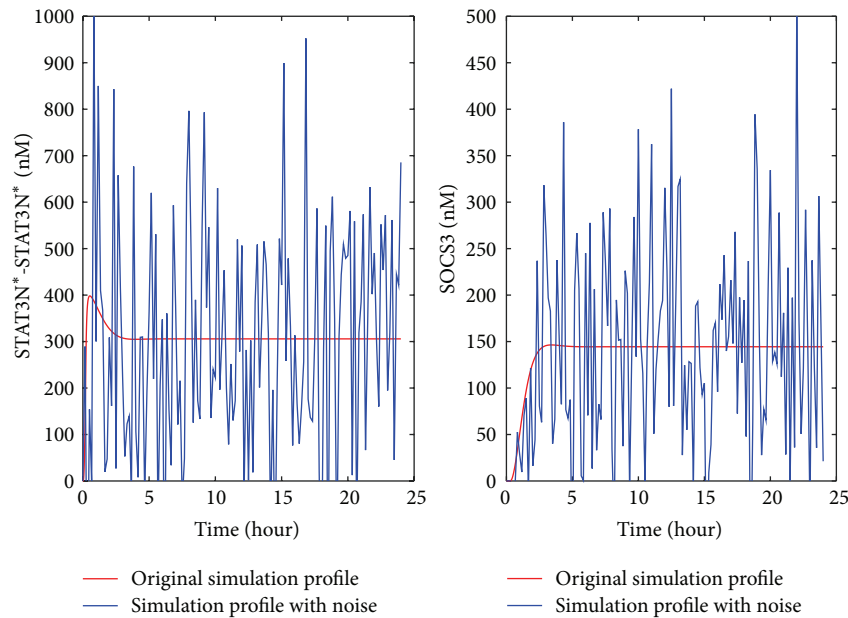 1000
900
800
700
600
500
400
300
200
100
0
STAT3N*-STAT3N* (nM)
0 5 10 15 20 25
Time (hour)
Original simulation profile
Simulation profile with noise
500
450
400
350
300
250
200
150
100
50
0
SOCS3 (nM)
0 5 10 15 20 25
Time (hour)
Original simulation profile
Simulation profile with noise